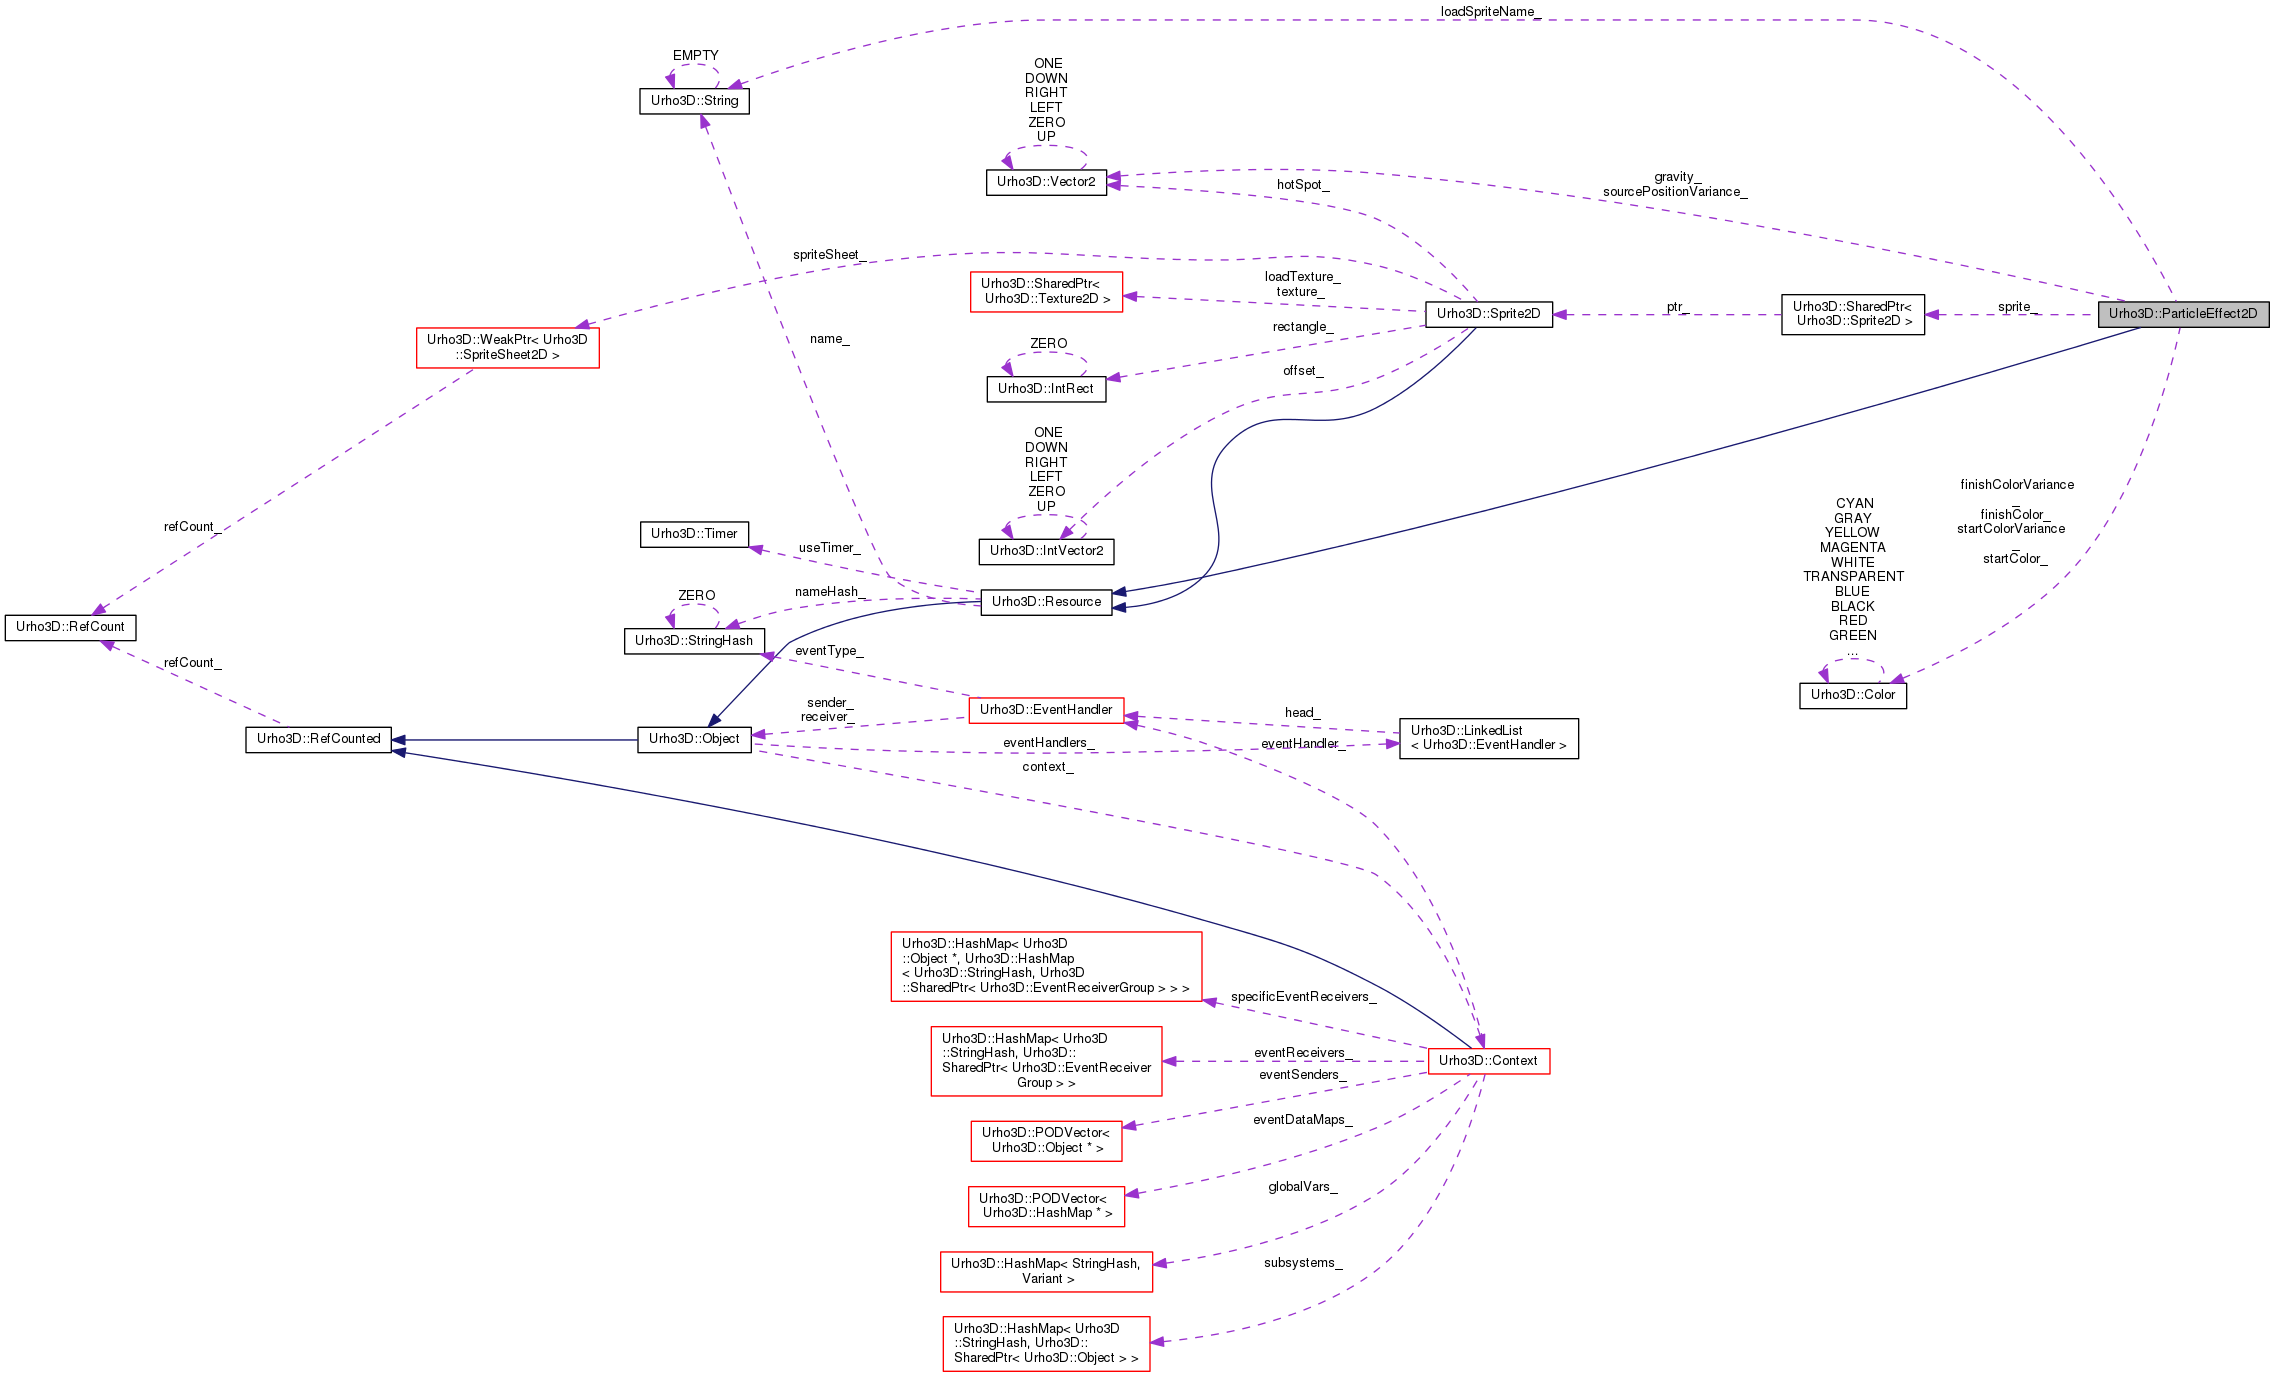 loadSpriteName_
EMPTY
Urho3D::String
ONE
DOWN
RIGHT
LEFT
ZERO
UP
Urho3D::Vector2
hotSpot_
gravity_
sourcePositionVariance_
spriteSheet_
Urho3D::SharedPtr<
Urho3D::Texture2D >
loadTexture_
texture_
Urho3D::Sprite2D
ptr_
Urho3D::SharedPtr<
Urho3D::Sprite2D >
sprite_
Urho3D::ParticleEffect2D
Urho3D::WeakPtr< Urho3D
::SpriteSheet2D >
name_
rectangle_
ZERO
Urho3D::IntRect
offset_
ONE
DOWN
RIGHT
LEFT
ZERO
UP
Urho3D::IntVector2
finishColorVariance
_
finishColor_
startColorVariance
_
startColor_
CYAN
GRAY
YELLOW
MAGENTA
WHITE
TRANSPARENT
BLUE
BLACK
RED
GREEN
...
Urho3D::Color
refCount_
Urho3D::Timer
useTimer_
nameHash_
Urho3D::Resource
ZERO
Urho3D::StringHash
Urho3D::RefCount
refCount_
eventType_
sender_
receiver_
Urho3D::EventHandler
head_
Urho3D::LinkedList
< Urho3D::EventHandler >
Urho3D::RefCounted
Urho3D::Object
eventHandlers_
eventHandler_
context_
Urho3D::HashMap< Urho3D
::Object *, Urho3D::HashMap
< Urho3D::StringHash, Urho3D
::SharedPtr< Urho3D::EventReceiverGroup > > >
specificEventReceivers_
Urho3D::HashMap< Urho3D
::StringHash, Urho3D::
SharedPtr< Urho3D::EventReceiver
Group > >
eventReceivers_
Urho3D::Context
eventSenders_
Urho3D::PODVector<
Urho3D::Object * >
eventDataMaps_
Urho3D::PODVector<
Urho3D::HashMap * >
globalVars_
Urho3D::HashMap< StringHash,
Variant >
subsystems_
Urho3D::HashMap< Urho3D
::StringHash, Urho3D::
SharedPtr< Urho3D::Object > >